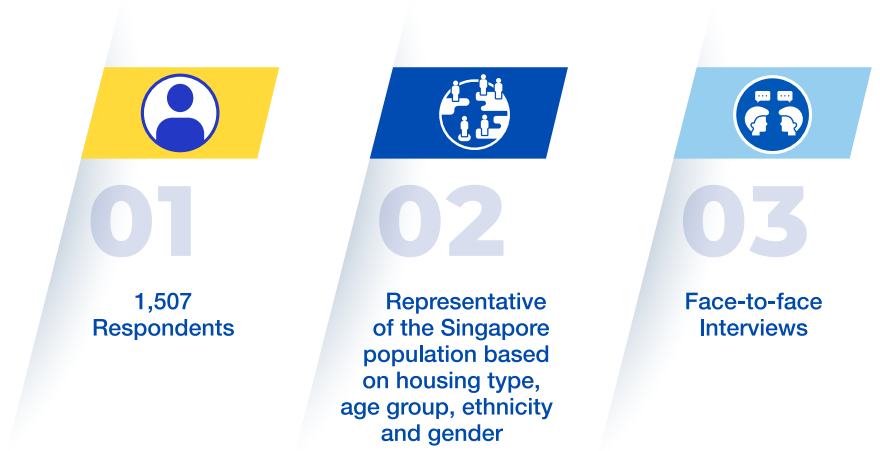 01
1,507
Respondents
02
Representative
of the Singapore
population based
on housing type,
age group, ethnicity
and gender
03
Face-to-face
Interviews